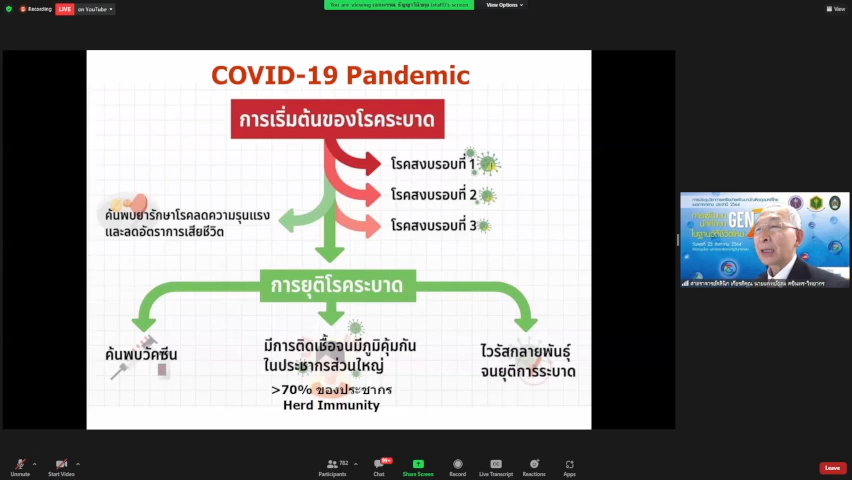 Recording
LIVE
on YouTube
View Options
View
COVID-19 Pandemic
การเริ่มต้นของโรคระบาด
โรคสงบรอบที่ 1
โรคสงบรอบที่ 2
โรคสงบรอบที่ 3
ค้นพบยารักษาโรคลดความรุนแรง
และลดอัตราการเสียชีวิต
การยุติโรคระบาด
ค้นพบวัคซีน
มีการติดเชื้อจนมีภูมิคุ้มกัน
ในประชากรส่วนใหญ่
>70% ของประชากร
Herd Immunity
ไวรัสกลายพันธุ์
จนยุติการระบาด
GEN
Unmute
Start Video
Participants
782
Chat
99+
Share Screen
Record
Live Transcript
Reactions
Apps
Leave